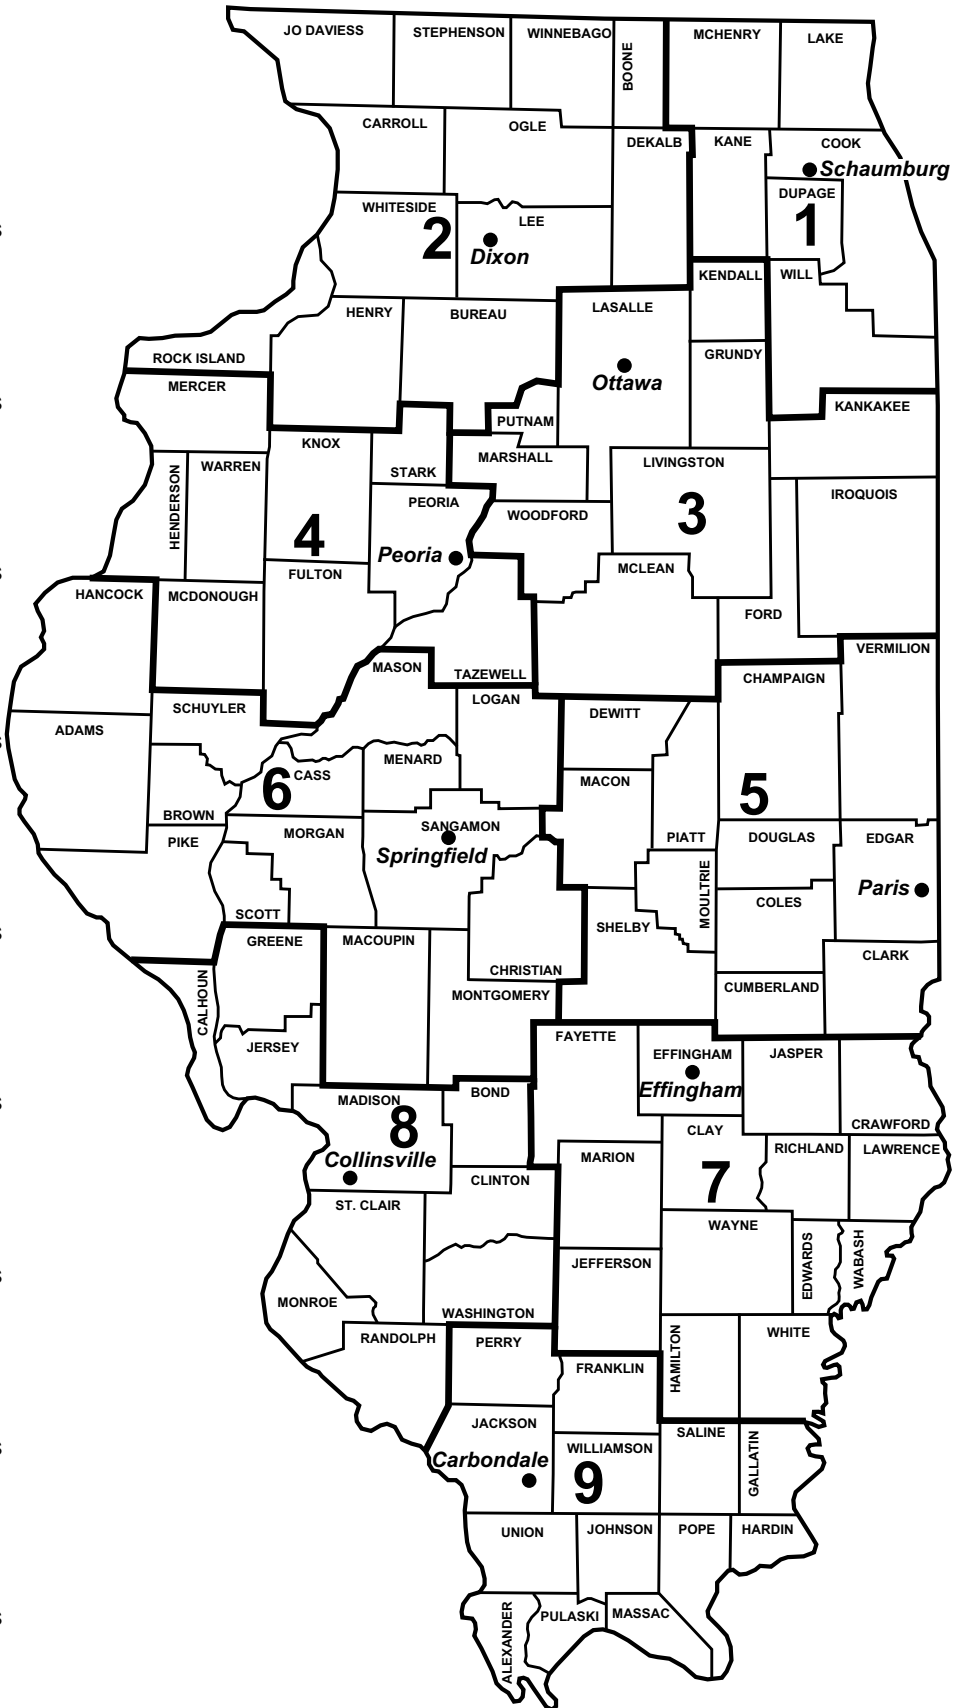 JO DAVIESS
STEPHENSON
WINNEBAGO
BOONE
MCHENRY
LAKE
CARROLL
OGLE
DEKALB
KANE
COOK
Schaumburg
DUPAGE
1
WHITESIDE
2
LEE
Dixon
KENDALL
WILL
HENRY
BUREAU
LASALLE
ROCK ISLAND
GRUNDY
Ottawa
MERCER
PUTNAM
KANKAKEE
KNOX
STARK
MARSHALL
LIVINGSTON
HENDERSON
WARREN
PEORIA
WOODFORD
3
IROQUOIS
4
Peoria
FULTON
MCLEAN
HANCOCK
MCDONOUGH
FORD
VERMILION
MASON
TAZEWELL
CHAMPAIGN
SCHUYLER
LOGAN
DEWITT
ADAMS
MENARD
CASS
6
MACON
5
BROWN
PIKE
MORGAN
SANGAMON
Springfield
PIATT
DOUGLAS
EDGAR
Paris
SCOTT
MOULTRIE
COLES
SHELBY
GREENE
MACOUPIN
CHRISTIAN
CLARK
CALHOUN
MONTGOMERY
CUMBERLAND
JERSEY
FAYETTE
EFFINGHAM
Effingham
JASPER
MADISON
BOND
8
CLAY
CRAWFORD
Collinsville
MARION
RICHLAND
LAWRENCE
CLINTON
7
ST. CLAIR
WAYNE
EDWARDS
WABASH
JEFFERSON
MONROE
WASHINGTON
RANDOLPH
PERRY
HAMILTON
WHITE
FRANKLIN
JACKSON
SALINE
GALLATIN
Carbondale
WILLIAMSON
9
UNION
JOHNSON
POPE
HARDIN
ALEXANDER
PULASKI
MASSAC